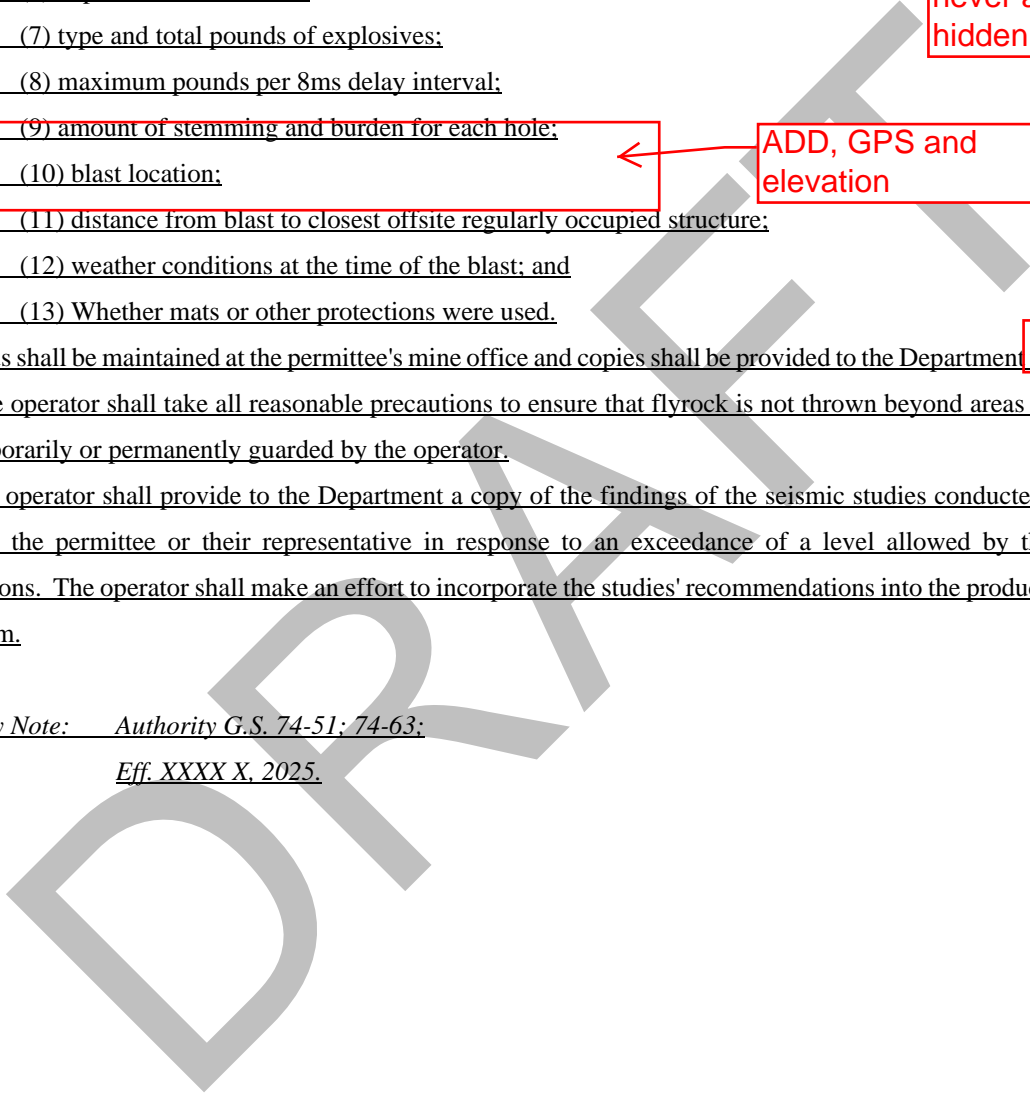 never a
hidden
(7) type and total pounds of explosives;
(8) maximum pounds per 8ms delay interval;
(9) amount of stemming and burden for each hole;
(10) blast location;
ADD, GPS and
elevation
(11) distance from blast to closest offsite regularly occupied structure;
(12) weather conditions at the time of the blast; and
(13) Whether mats or other protections were used.
s shall be maintained at the permittee's mine office and copies shall be provided to the Department
e operator shall take all reasonable precautions to ensure that flyrock is not thrown beyond areas
porarily or permanently guarded by the operator.
operator shall provide to the Department a copy of the findings of the seismic studies conducte
the permittee or their representative in response to an exceedance of a level allowed by th
ons. The operator shall make an effort to incorporate the studies' recommendations into the produc
m.
y Note: Authority G.S. 74-51; 74-63;
Eff. XXXX X, 2025.
DRAFT